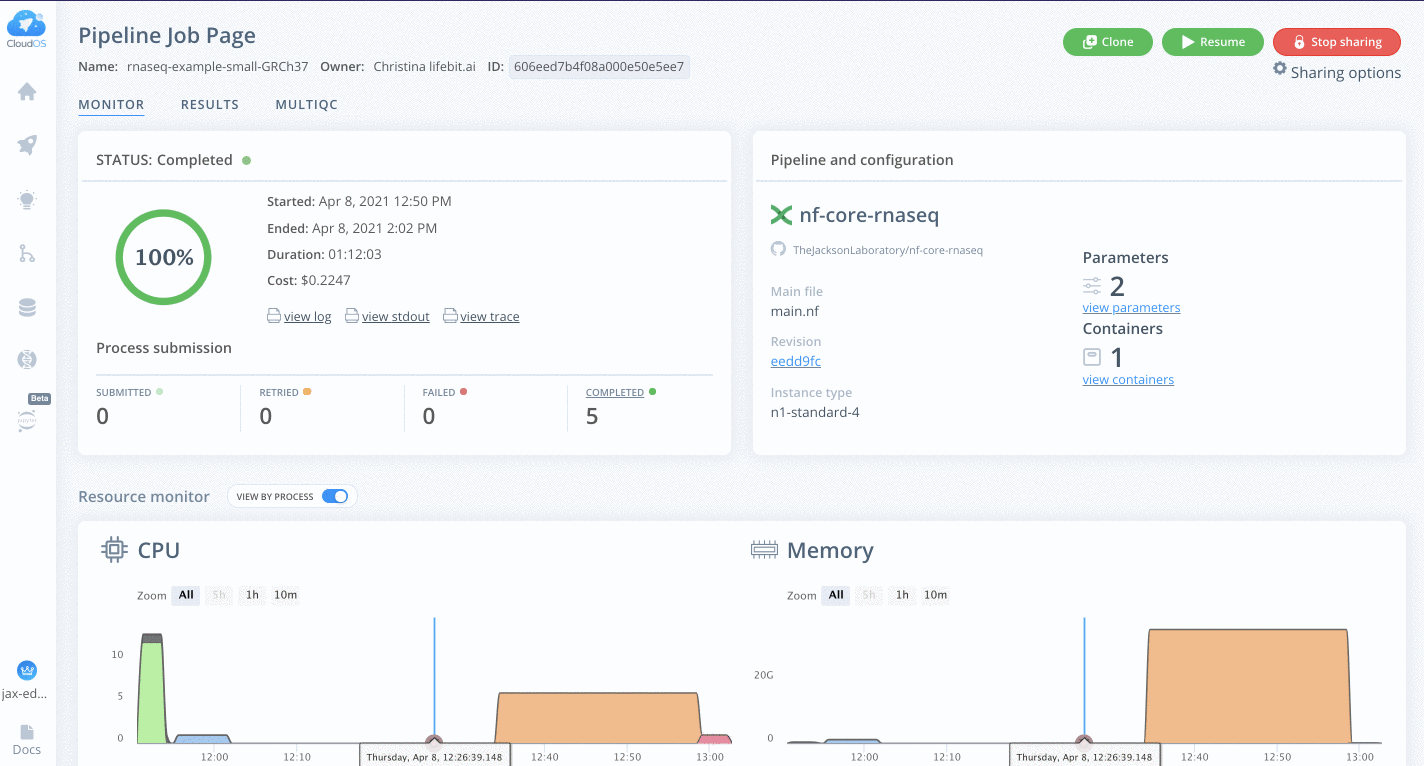 CloudOS
Pipeline Job Page
Clone
Resume
Stop sharing
Name: rnaseq-example-small-GRCh37 Owner: Christina lifebit.ai ID: 606eed7b4f08a000e50e5ee7
Sharing options
MONITOR RESULTS MULTIQC
STATUS: Completed
100%
Started: Apr 8, 2021 12:50 PM
Ended: Apr 8, 2021 2:02 PM
Duration: 01:12:03
Cost: $0.2247
view log view stdout view trace
Process submission
SUBMITTED RETRIED FAILED COMPLETED
0 0 0 5
Pipeline and configuration
nf-core-rnaseq
TheJacksonLaboratory/nf-core-rnaseq
Main file
main.nf
Revision
eedd9fc
Instance type
n1-standard-4
Parameters
2
view parameters
Containers
1
view containers
Beta
Resource monitor VIEW BY PROCESS
CPU
Zoom All 5h 1h 10m
10
5
0
12:00 12:10 Thursday, Apr 8, 12:26:39.148 12:40 12:50 13:00
Memory
Zoom All 5h 1h 10m
20G
0
12:00 12:10 Thursday, Apr 8, 12:26:39.148 12:40 12:50 13:00
jax-ed...
Docs